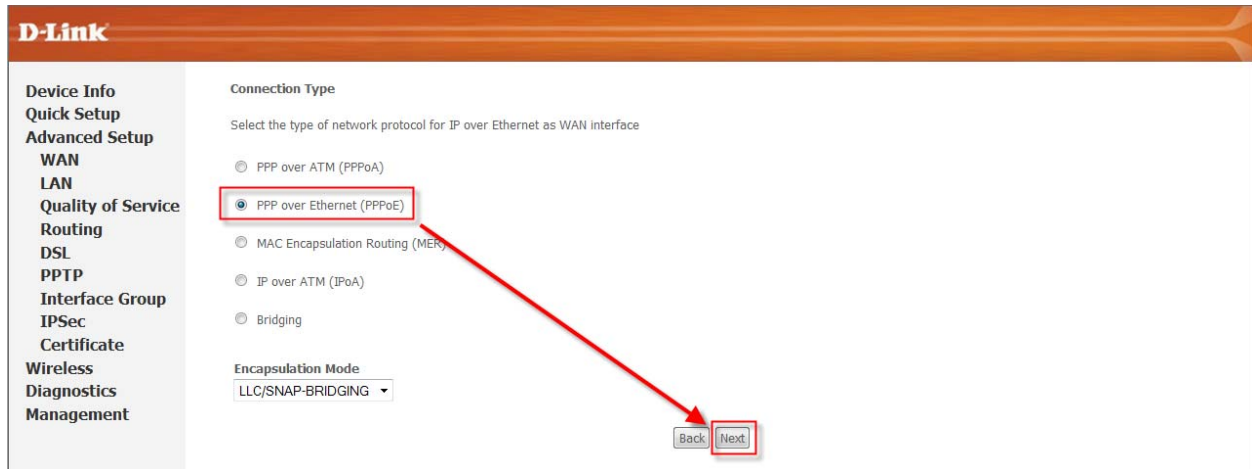 D-Link
Device Info
Quick Setup
Advanced Setup
WAN
LAN
Quality of Service
Routing
DSL
PPTP
Interface Group
IPSec
Certificate
Wireless
Diagnostics
Management
Connection Type
Select the type of network protocol for IP over Ethernet as WAN interface
PPP over ATM (PPPoA)
PPP over Ethernet (PPPoE)
MAC Encapsulation Routing (MER)
IP over ATM (IPoA)
Bridging
Encapsulation Mode
LLC/SNAP-BRIDGING
Back Next